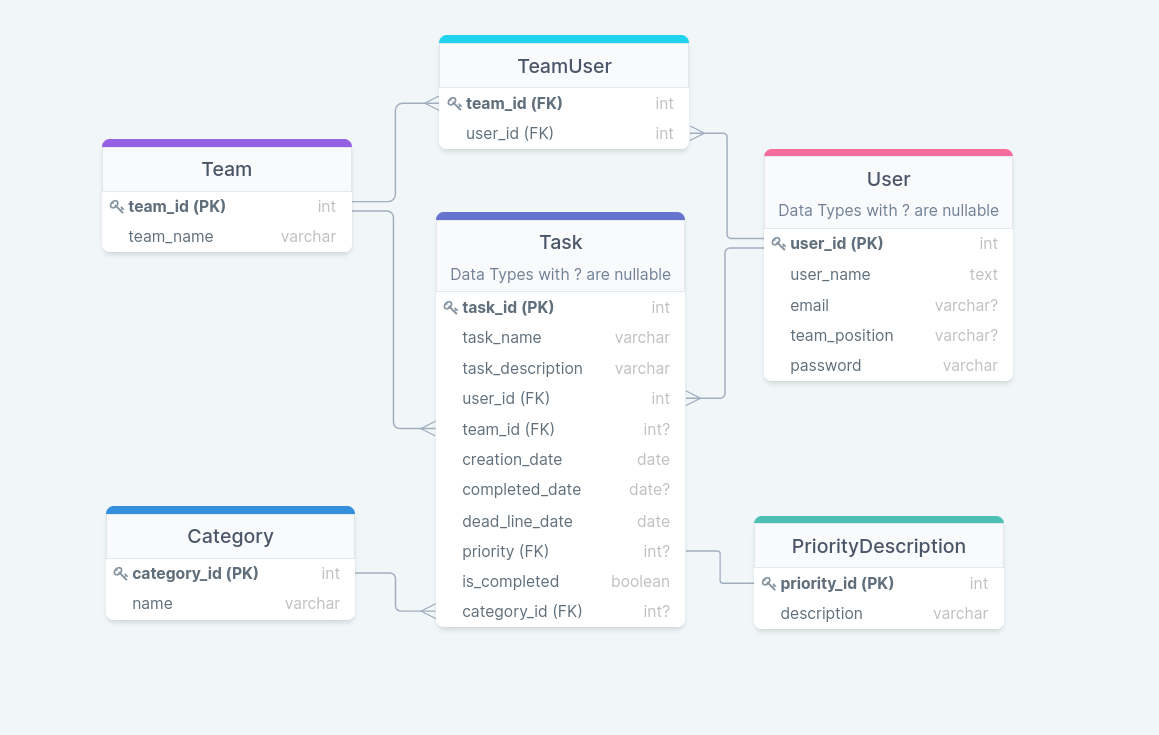 TeamUser
team_id (FK) int
user_id (FK) int
Team
team_id (PK) int
team_name varchar
User
Data Types with ? are nullable
user_id (PK) int
user_name text
email varchar?
team_position varchar?
password varchar
Task
Data Types with ? are nullable
task_id (PK) int
task_name varchar
task_description varchar
user_id (FK) int
team_id (FK) int?
creation_date date
completed_date date?
dead_line_date date
priority (FK) int?
is_completed boolean
category_id (FK) int?
Category
category_id (PK) int
name varchar
PriorityDescription
priority_id (PK) int
description varchar